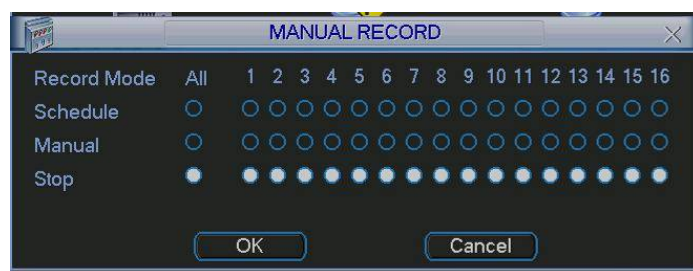 MANUAL RECORD
Record Mode All 1 2 3 4 5 6 7 8 9 10 11 12 13 14 15 16
Schedule
Manual
Stop
OK Cancel